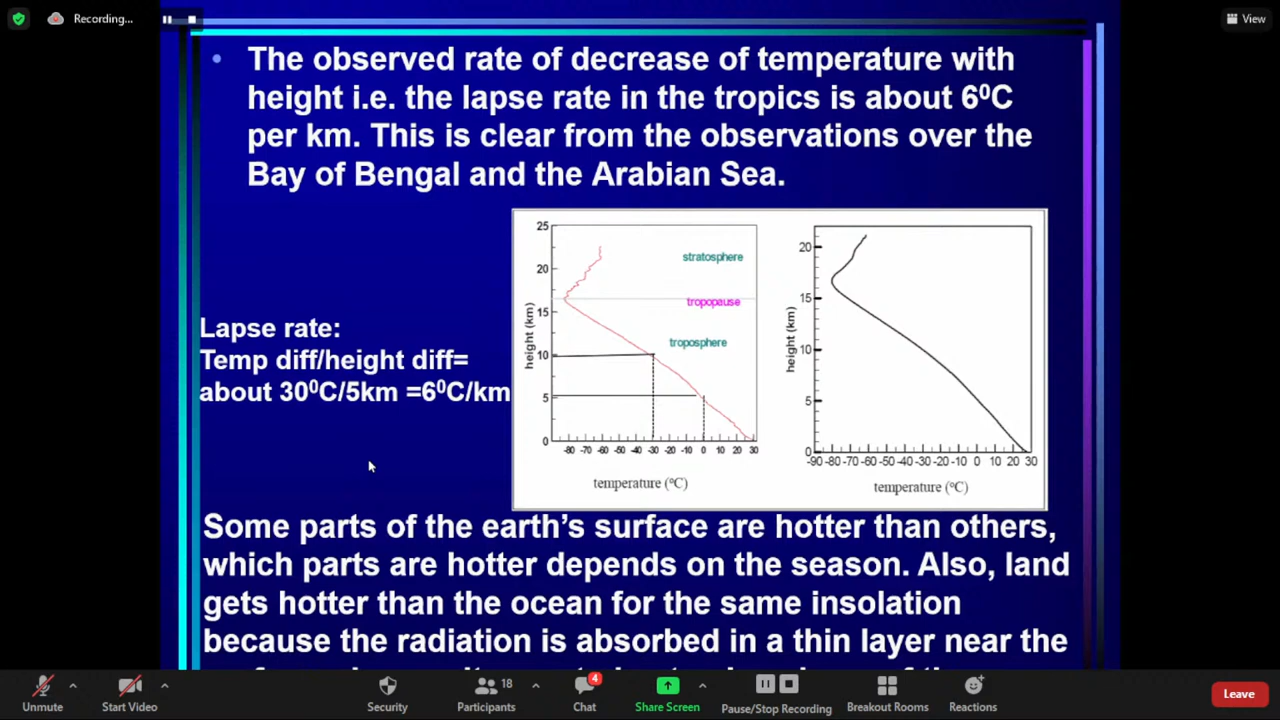 Recording...
View
• The observed rate of decrease of temperature with
height i.e. the lapse rate in the tropics is about 6⁰C
per km. This is clear from the observations over the
Bay of Bengal and the Arabian Sea.
Lapse rate:
Temp diff/height diff=
about 30⁰C/5km =6⁰C/km
25
20
15
10
5
0
height (km)
stratosphere
tropopause
troposphere
-80 -70 -60 -50 -40 -30 -20 -10 0 10 20 30
temperature (⁰C)
20
15
10
5
0
height (km)
-90 -80 -70 -60 -50 -40 -30 -20 -10 0 10 20 30
temperature (⁰C)
Some parts of the earth's surface are hotter than others,
which parts are hotter depends on the season. Also, land
gets hotter than the ocean for the same insolation
because the radiation is absorbed in a thin layer near the
Unmute
Start Video
Security
18
Participants
4
Chat
Share Screen
Pause/Stop Recording
Breakout Rooms
Reactions
Leave